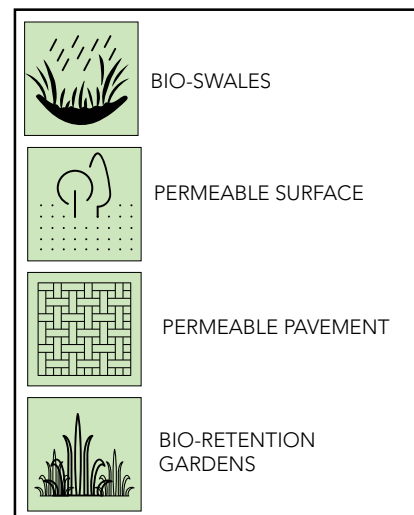 BIO-SWALES
PERMEABLE SURFACE
PERMEABLE PAVEMENT
BIO-RETENTION
GARDENS